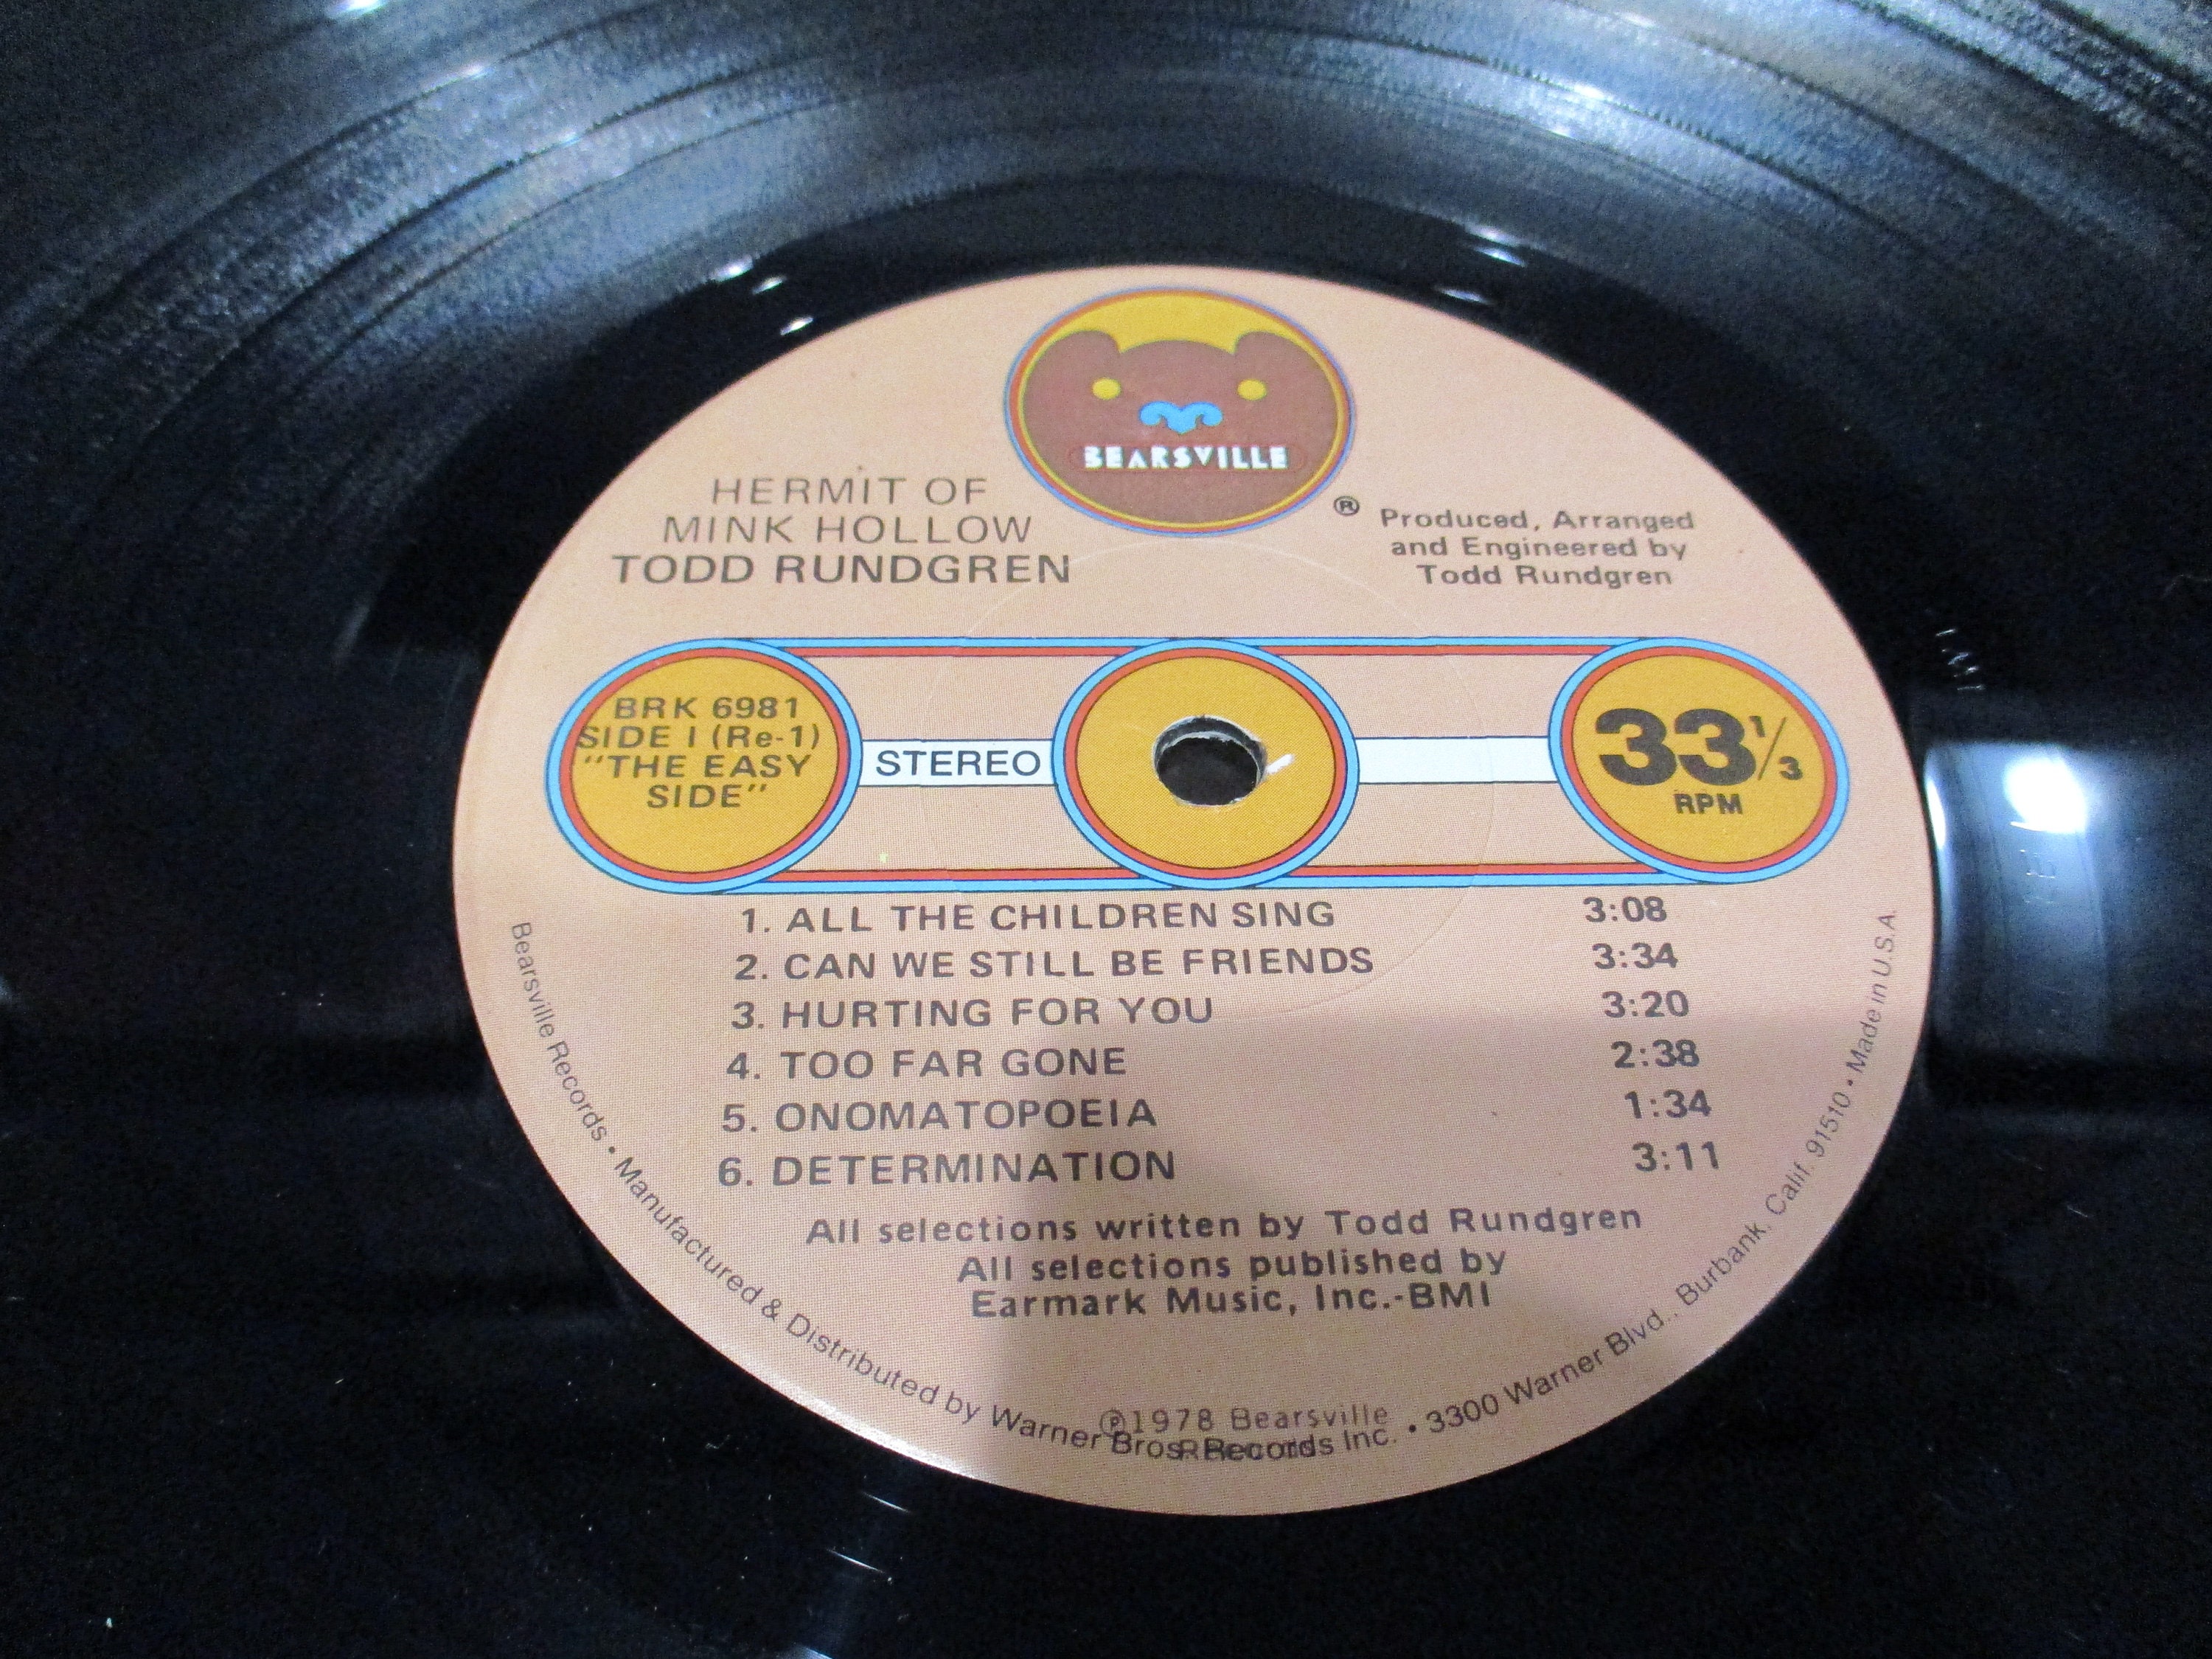 BEARSVILLE
®
HERMIT OF
MINK HOLLOW
TODD RUNDGREN
Produced, Arranged
and Engineered by
Todd Rundgren
BRK 6981
SIDE I (Re-1)
"THE EASY
SIDE"
STEREO
33 1/3
RPM
1. ALL THE CHILDREN SING 3:08
2. CAN WE STILL BE FRIENDS 3:34
3. HURTING FOR YOU 3:20
4. TOO FAR GONE 2:38
5. ONOMATOPOEIA 1:34
6. DETERMINATION 3:11
All selections written by Todd Rundgren
All selections published by
Earmark Music, Inc.-BMI
℗1978 Bearsville
Records
Bearsville Records • Manufactured & Distributed by Warner Bros. Records Inc. • 3300 Warner Blvd., Burbank, Calif. 91510 • Made in U.S.A.